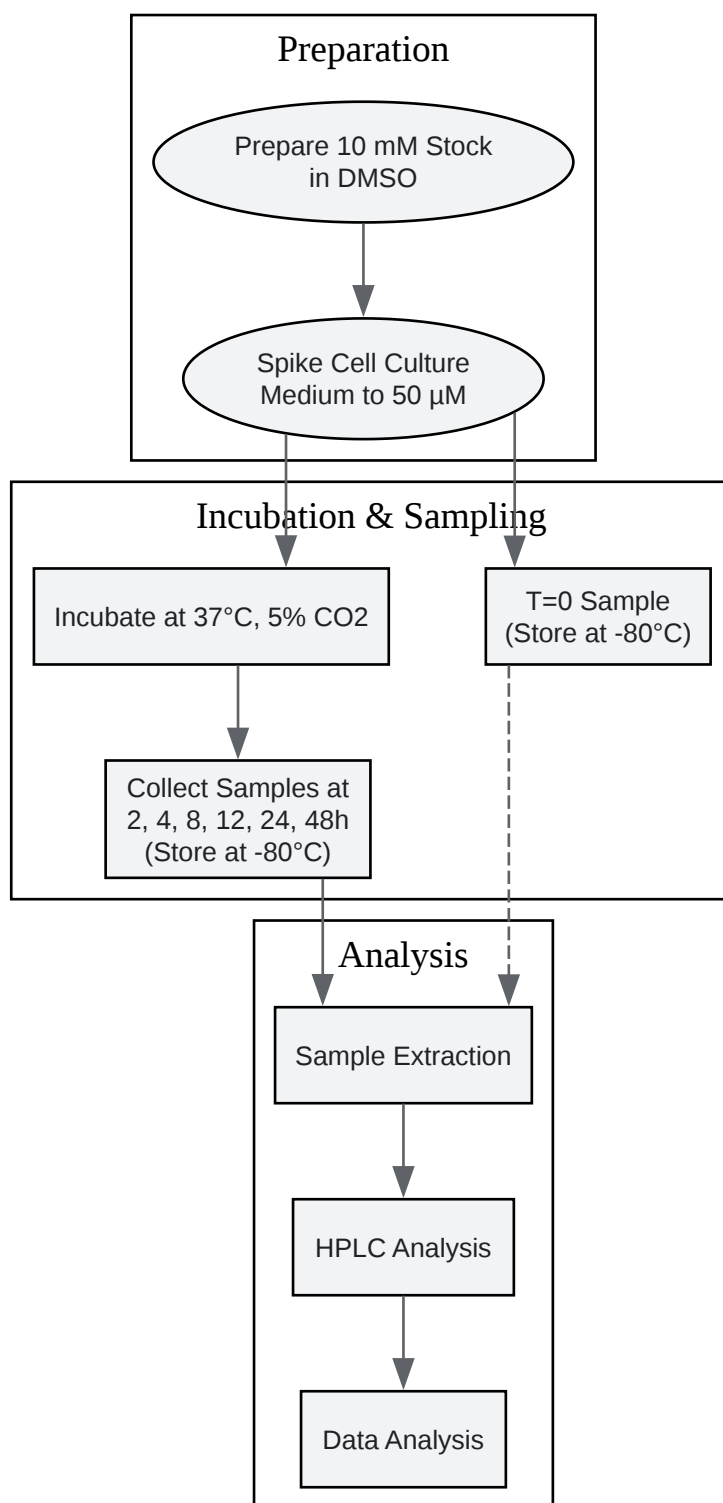 Preparation
Prepare 10 mM Stock
in DMSO
Spike Cell Culture
Medium to 50 µM
Incubation & Sampling
Incubate at 37°C, 5% CO2
T=0 Sample
(Store at -80°C)
Collect Samples at
2, 4, 8, 12, 24, 48h
(Store at -80°C)
Analysis
Sample Extraction
HPLC Analysis
Data Analysis